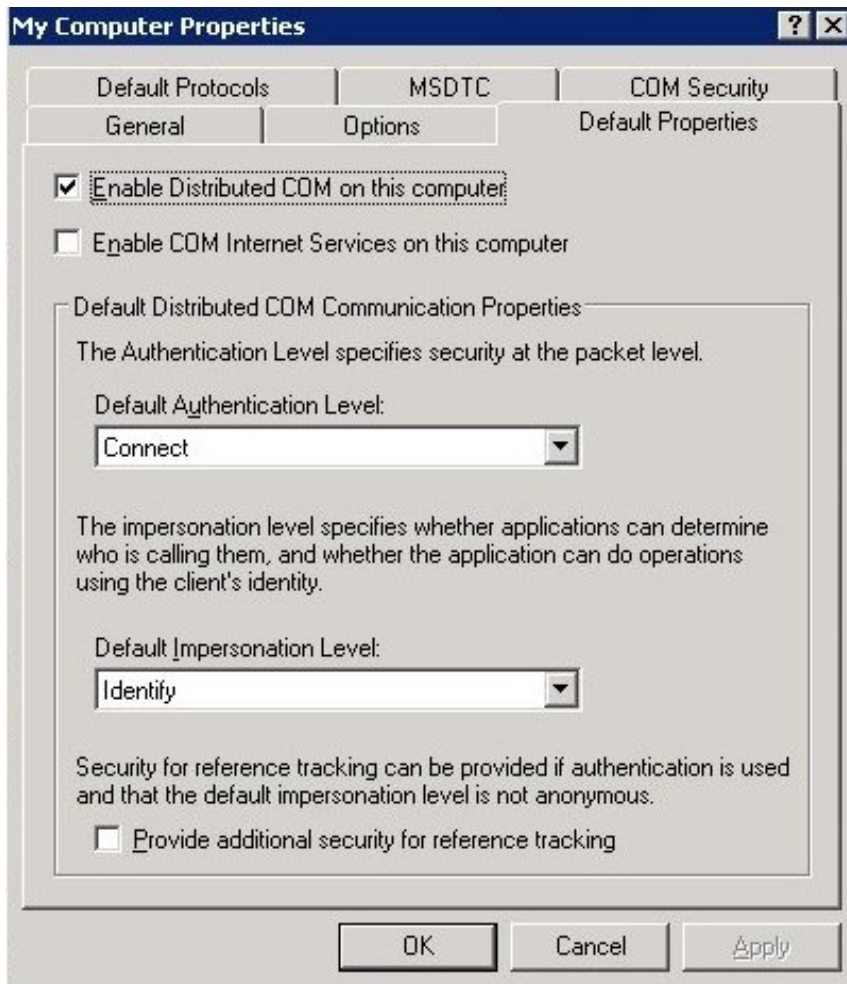 My Computer Properties
Default Protocols
MSDTC
COM Security
General
Options
Default Properties
Enable Distributed COM on this computer
Enable COM Internet Services on this computer
Default Distributed COM Communication Properties
The Authentication Level specifies security at the packet level.
Default Authentication Level:
Connect
The impersonation level specifies whether applications can determine
who is calling them, and whether the application can do operations
using the client's identity.
Default Impersonation Level:
Identify
Security for reference tracking can be provided if authentication is used
and that the default impersonation level is not anonymous.
Provide additional security for reference tracking
OK
Cancel
Apply